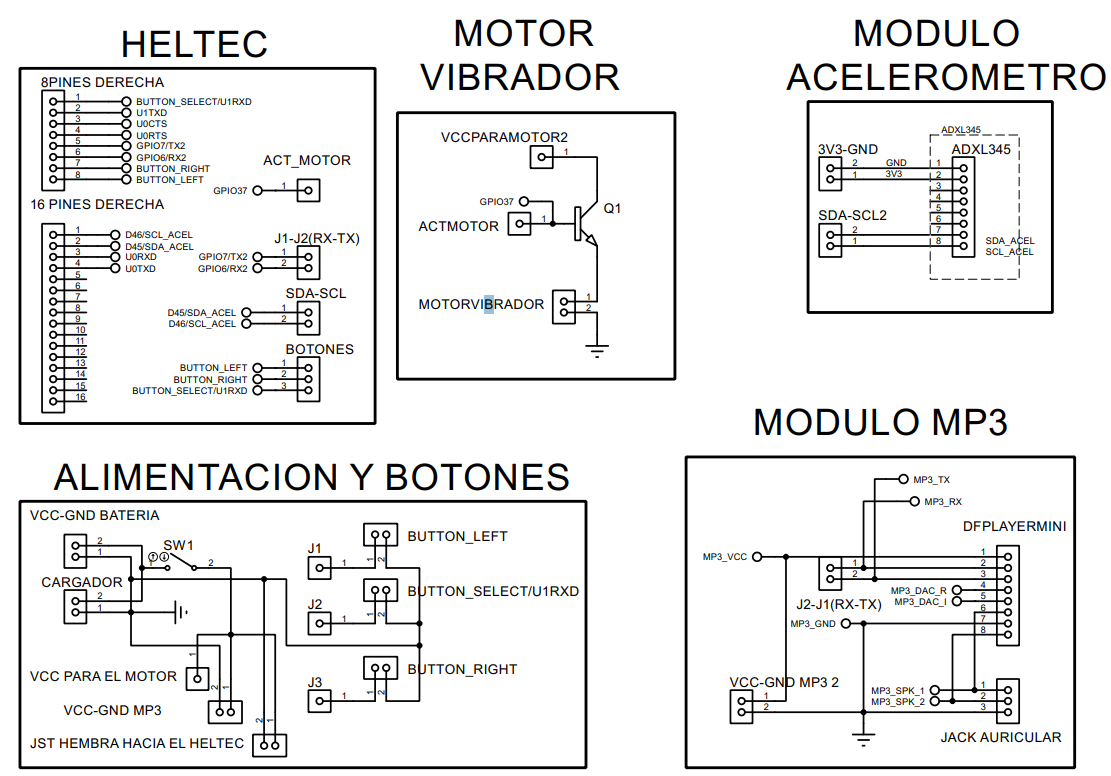 HELTEC
8PINES DERECHA
1
BUTTON_SELECT/U1RXD
2
U1TXD
3
U0CTS
4
U0RTS
5
GPIO7/TX2
6
GPIO6/RX2
7
BUTTON_RIGHT
8
BUTTON_LEFT
ACT_MOTOR
GPIO37
1
16 PINES DERECHA
1
D46/SCL_ACEL
2
D45/SDA_ACEL
3
U0RXD
4
U0TXD
5
6
7
8
9
10
11
12
13
14
15
16
J1-J2(RX-TX)
GPIO7/TX2
1
GPIO6/RX2
2
SDA-SCL
D45/SDA_ACEL
1
D46/SCL_ACEL
2
BOTONES
BUTTON_LEFT
1
BUTTON_RIGHT
2
BUTTON_SELECT/U1RXD
3
MOTOR
VIBRADOR
VCCPARAMOTOR2
1
GPIO37
ACTMOTOR
1
Q1
MOTORVIBRADOR
1
2
MODULO
ACELEROMETRO
ADXL345
3V3-GND
ADXL345
2
GND
1
1
3V3
2
3
4
5
6
7
8
SDA-SCL2
2
1
SDA_ACEL
SCL_ACEL
ALIMENTACION Y BOTONES
VCC-GND BATERIA
2
1
SW1
1
2
CARGADOR
2
1
J1
1
BUTTON_LEFT
1
2
J2
1
BUTTON_SELECT/U1RXD
1
2
J3
1
BUTTON_RIGHT
1
2
VCC PARA EL MOTOR
1
VCC-GND MP3
2
1
JST HEMBRA HACIA EL HELTEC
2
1
MODULO MP3
MP3_TX
MP3_RX
DFPLAYERMINI
MP3_VCC
1
2
3
4
5
6
7
8
1
2
J2-J1(RX-TX)
MP3_DAC_R
MP3_DAC_I
MP3_GND
VCC-GND MP3 2
1
2
MP3_SPK_1
1
MP3_SPK_2
2
3
JACK AURICULAR